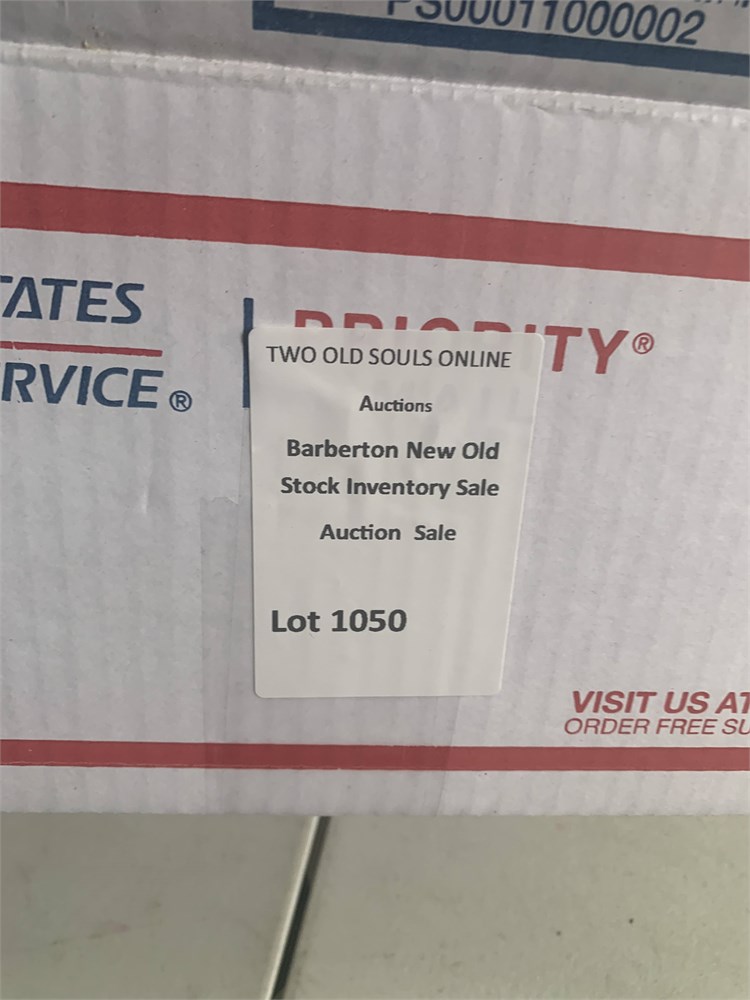 PS00011000002
TATES
RVICE®
PRIORITY®
TWO OLD SOULS ONLINE
Auctions
Barberton New Old
Stock Inventory Sale
Auction Sale
Lot 1050
VISIT US AT
ORDER FREE SU